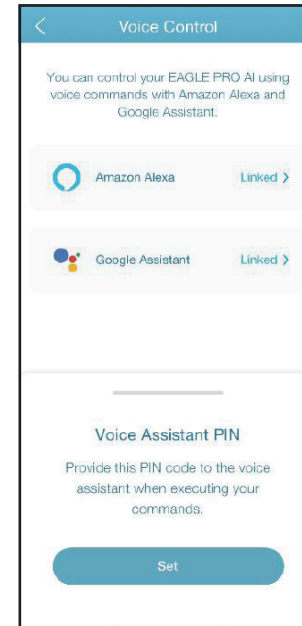 Voice Control
You can control your EAGLE PRO AI using
voice commands with Amazon Alexa and
Google Assistant.
Amazon Alexa Linked >
Google Assistant Linked >
Voice Assistant PIN
Provide this PIN code to the voice
assistant when executing your
commands.
Set